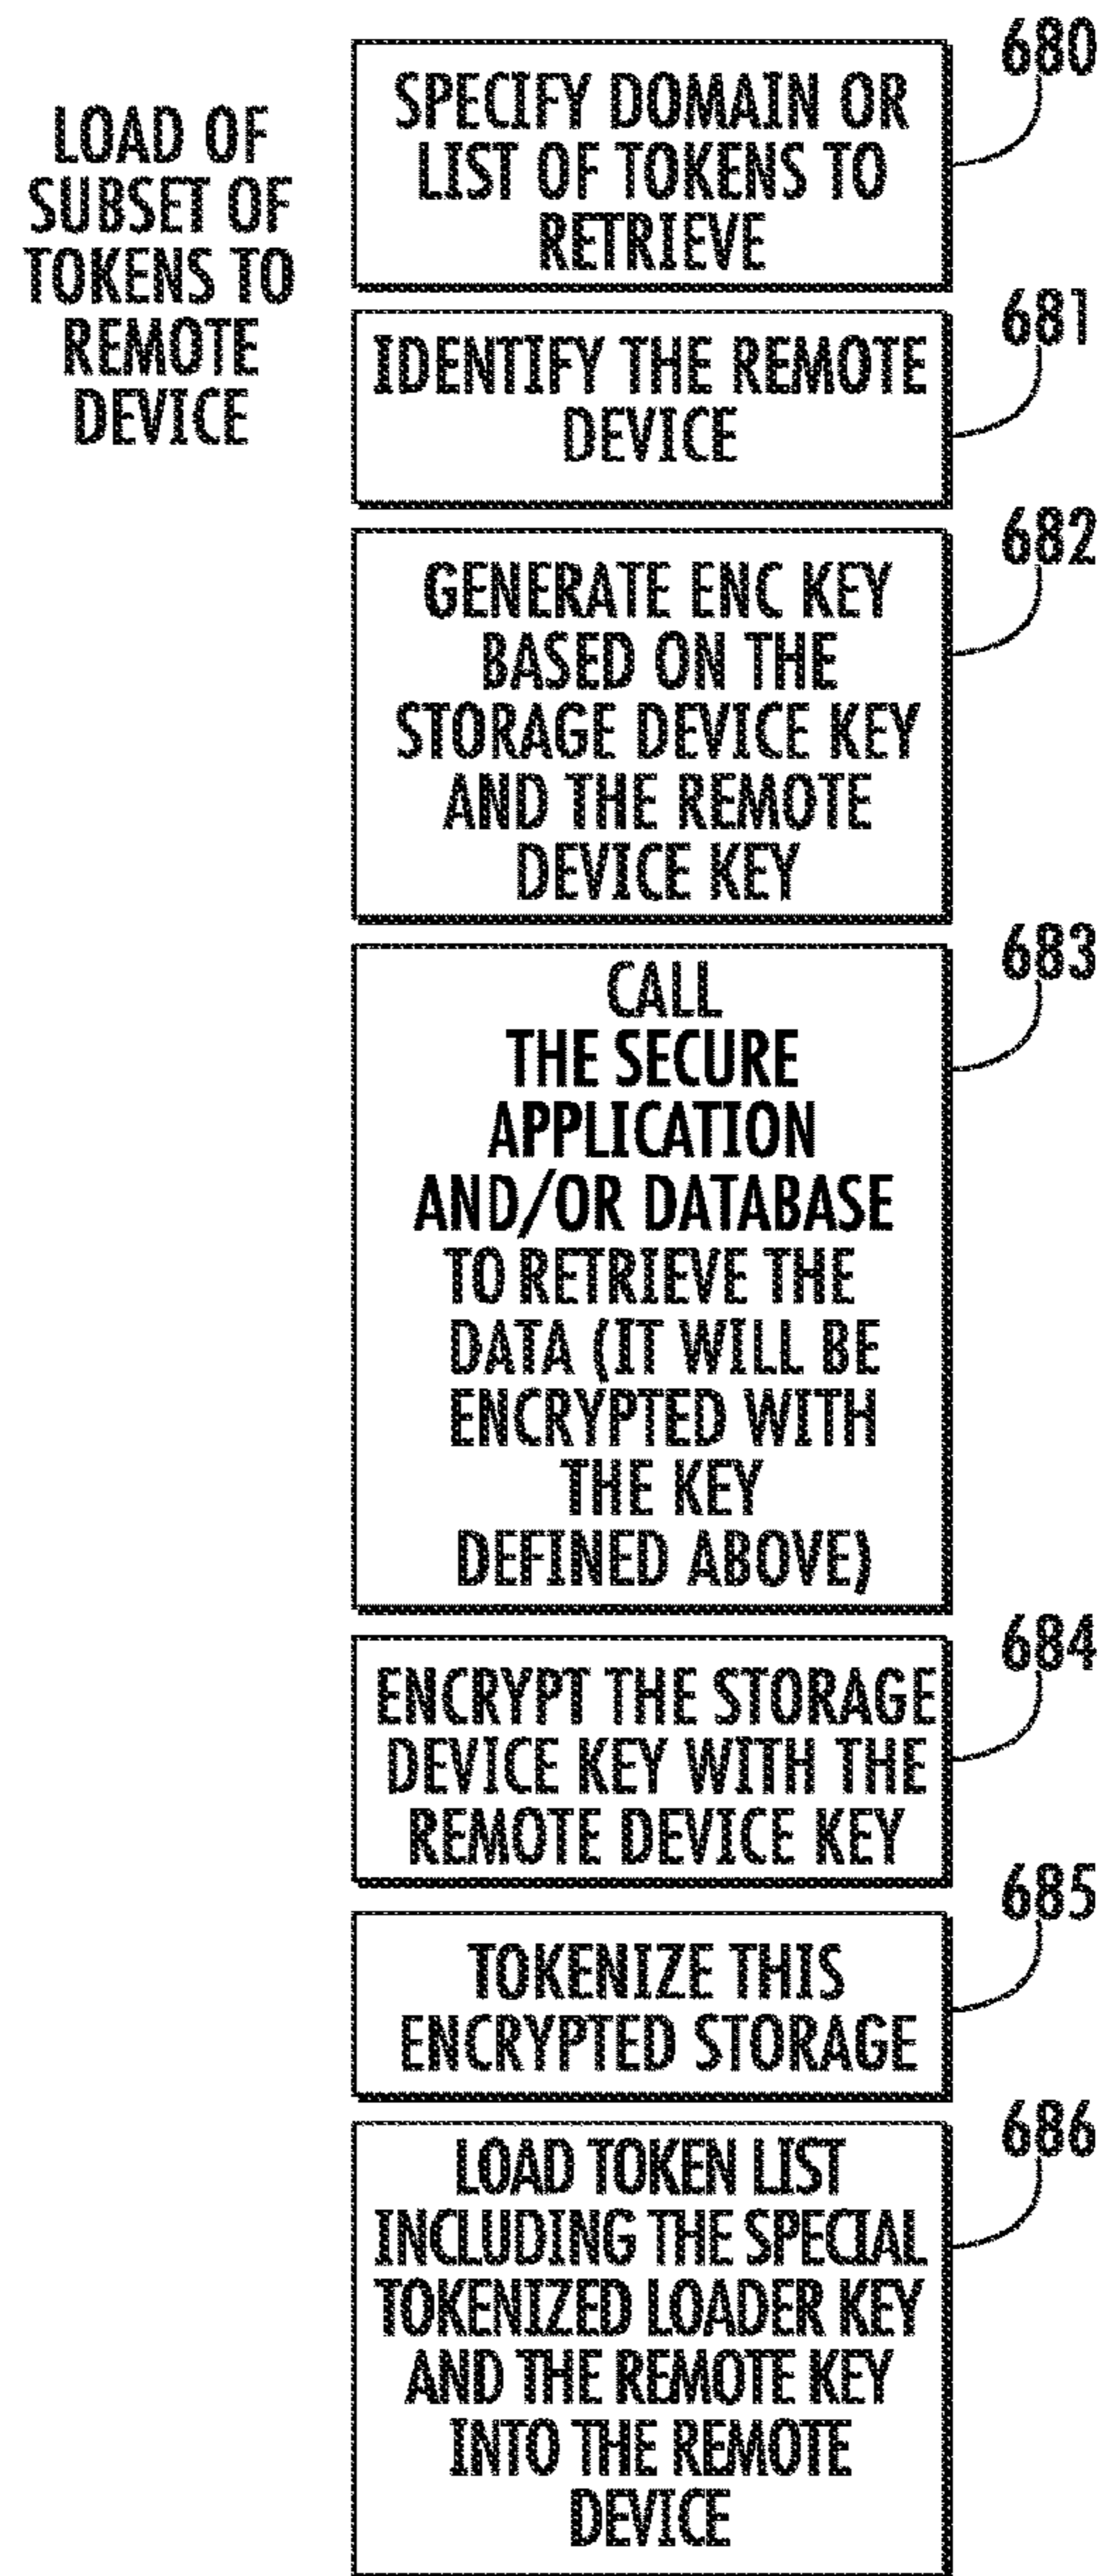 LOAD OF
SUBSET OF
TOKENS TO
REMOTE
DEVICE
680
SPECIFY DOMAIN OR
LIST OF TOKENS TO
RETRIEVE
681
IDENTIFY THE REMOTE
DEVICE
682
GENERATE ENC KEY
BASED ON THE
STORAGE DEVICE KEY
AND THE REMOTE
DEVICE KEY
683
CALL
THE SECURE
APPLICATION
AND/OR DATABASE
TO RETRIEVE THE
DATA (IT WILL BE
ENCRYPTED WITH
THE KEY
DEFINED ABOVE)
684
ENCRYPT THE STORAGE
DEVICE KEY WITH THE
REMOTE DEVICE KEY
685
TOKENIZE THIS
ENCRYPTED STORAGE
686
LOAD TOKEN LIST
INCLUDING THE SPECIAL
TOKENIZED LOADER KEY
AND THE REMOTE KEY
INTO THE REMOTE
DEVICE